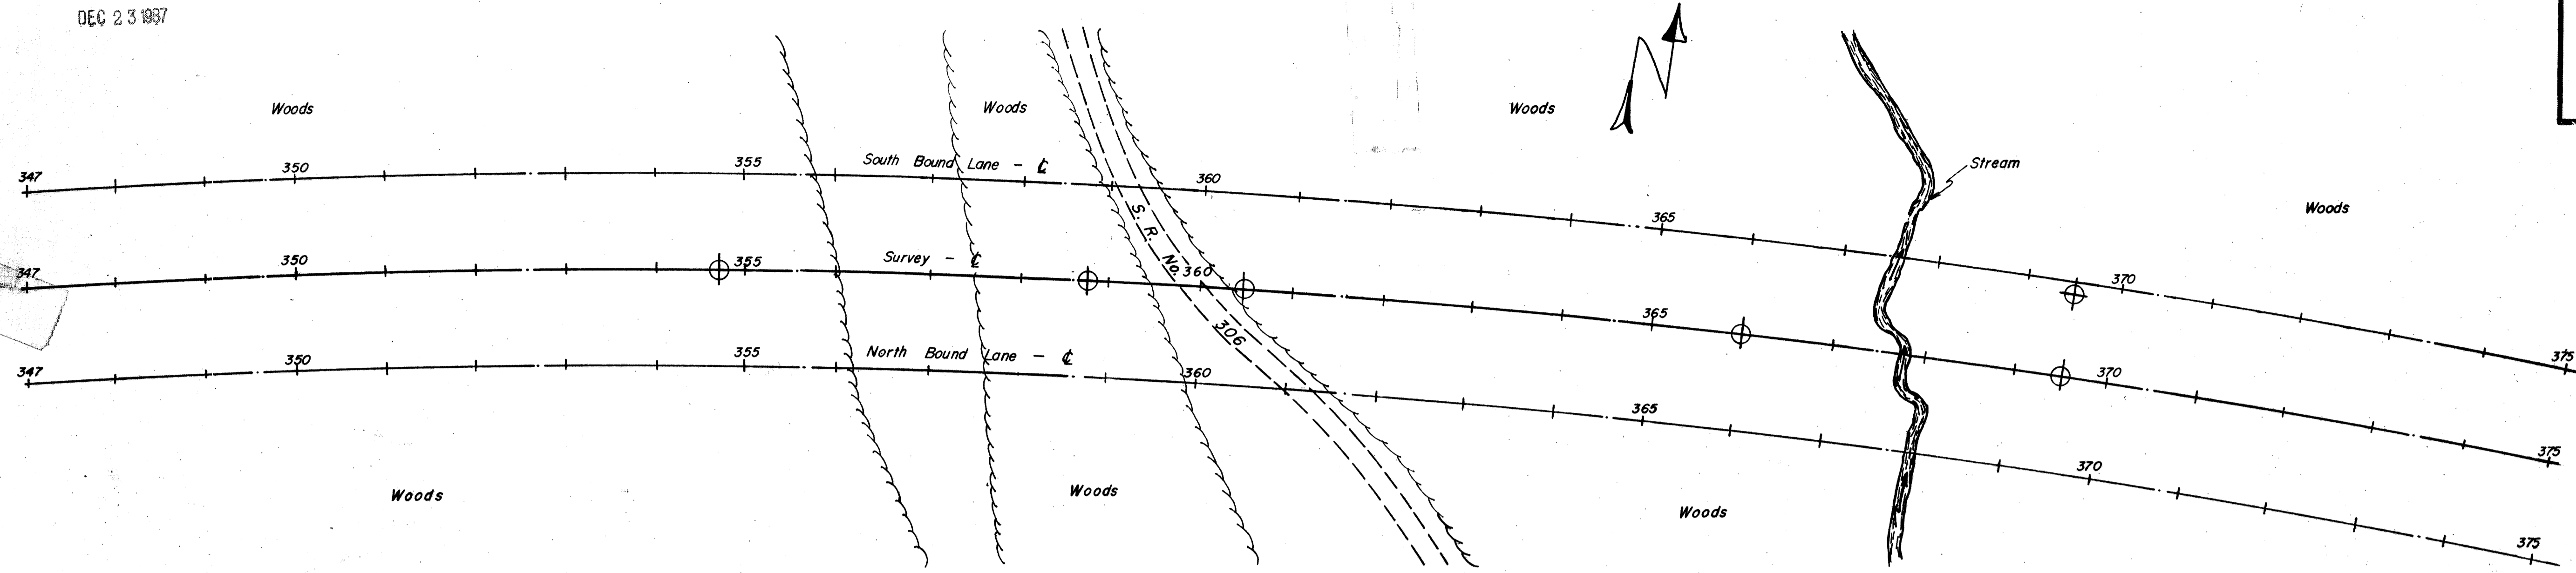 DEC 23 1987
N
Woods
Woods
Woods
Woods
Stream
347
350
355
South Bound Lane - ℄
360
365
370
375
347
350
355
Survey - ℄
S. R. No. 306
360
365
370
375
347
350
355
North Bound Lane - ℄
360
365
370
375
Woods
Woods
Woods